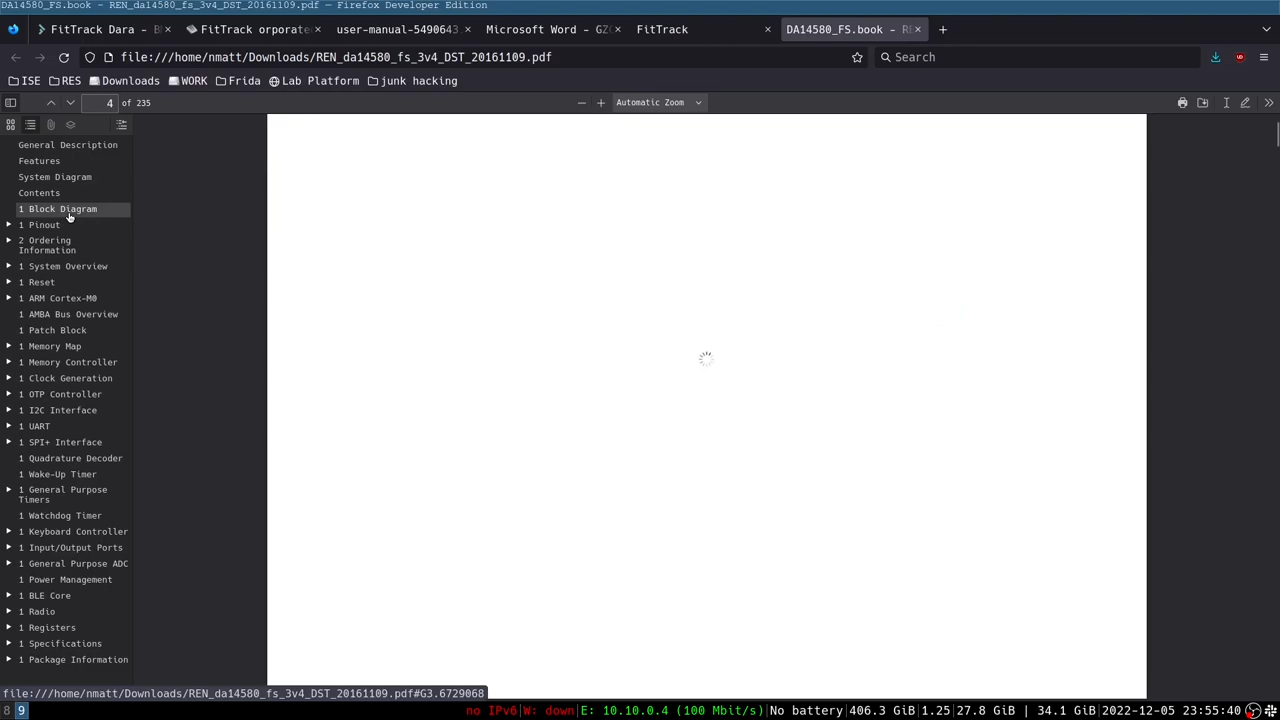 DA14580_FS.book - REN_da14580_fs_3v4_DST_20161109.pdf — Firefox Developer Edition
FitTrack Dara - B
FitTrack orporate
user-manual-5490643
Microsoft Word - GZC
FitTrack
DA14580_FS.book - RE
file:///home/nmatt/Downloads/REN_da14580_fs_3v4_DST_20161109.pdf
Search
ISE
RES
Downloads
WORK
Frida
Lab Platform
junk hacking
4 of 235
Automatic Zoom
General Description
Features
System Diagram
Contents
1 Block Diagram
1 Pinout
2 Ordering
Information
1 System Overview
1 Reset
1 ARM Cortex-M0
1 AMBA Bus Overview
1 Patch Block
1 Memory Map
1 Memory Controller
1 Clock Generation
1 OTP Controller
1 I2C Interface
1 UART
1 SPI+ Interface
1 Quadrature Decoder
1 Wake-Up Timer
1 General Purpose
Timers
1 Watchdog Timer
1 Keyboard Controller
1 Input/Output Ports
1 General Purpose ADC
1 Power Management
1 BLE Core
1 Radio
1 Registers
1 Specifications
1 Package Information
file:///home/nmatt/Downloads/REN_da14580_fs_3v4_DST_20161109.pdf#G3.6729068
8 9
no IPv6|W: down|E: 10.10.0.4 (100 Mbit/s)|No battery|406.3 GiB|1.25|27.8 GiB | 34.1 GiB|2022-12-05 23:55:40